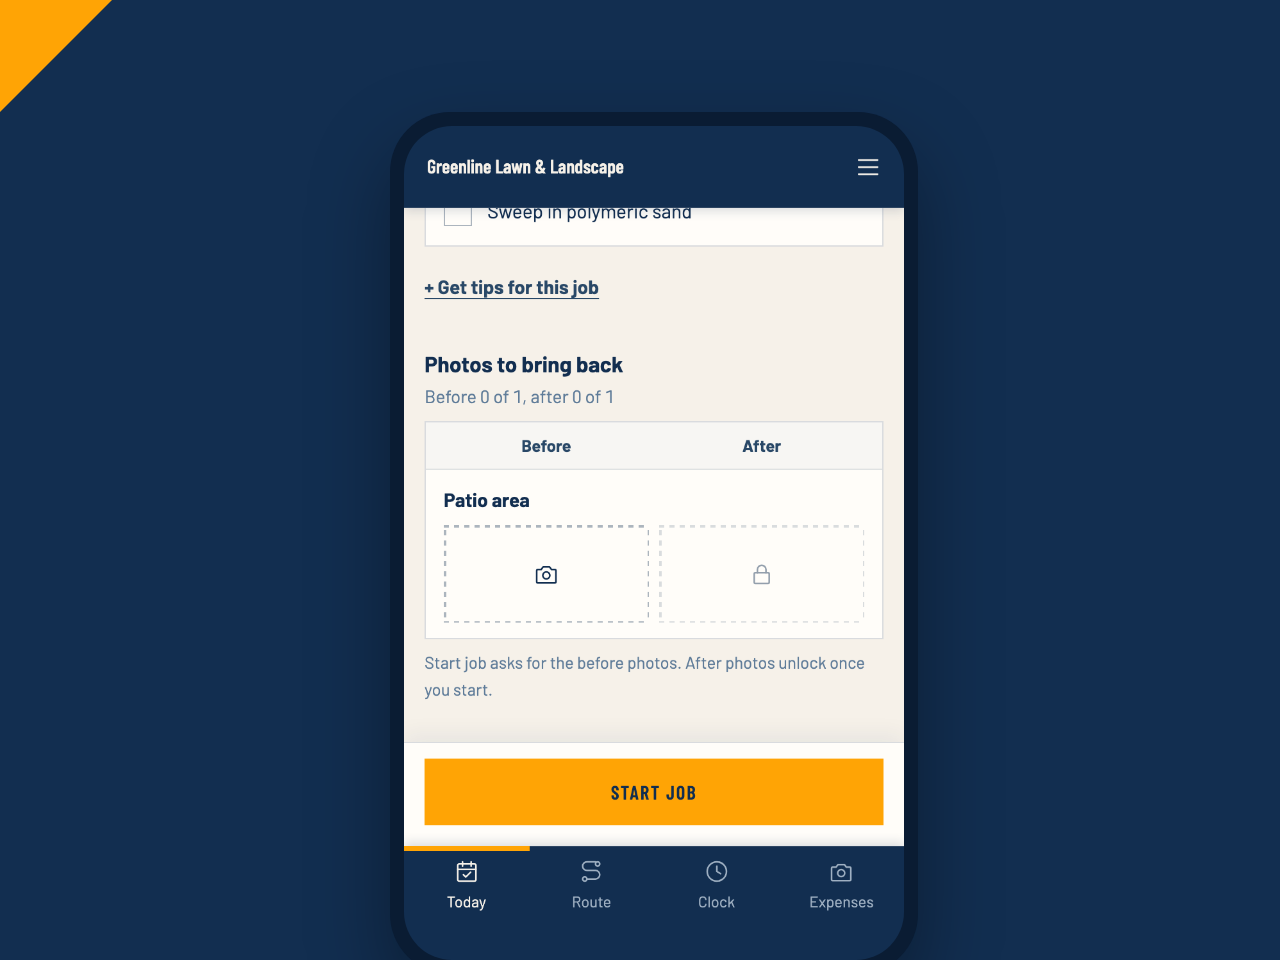 Greenline Lawn & Landscape
Sweep in polymeric sand
+ Get tips for this job
Photos to bring back
Before 0 of 1, after 0 of 1
Before After
Patio area
Start job asks for the before photos. After photos unlock once
you start.
START JOB
Today Route Clock Expenses